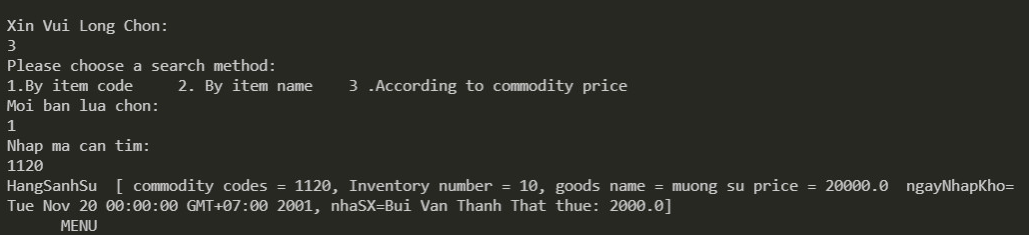 Xin Vui Long Chon:
3
Please choose a search method:
1.By item code     2. By item name    3 .According to commodity price
Moi ban lua chon:
1
Nhap ma can tim:
1120
HangSanhSu  [ commodity codes = 1120, Inventory number = 10, goods name = muong su price = 20000.0  ngayNhapKho=
Tue Nov 20 00:00:00 GMT+07:00 2001, nhaSX=Bui Van Thanh That thue: 2000.0]
      MENU